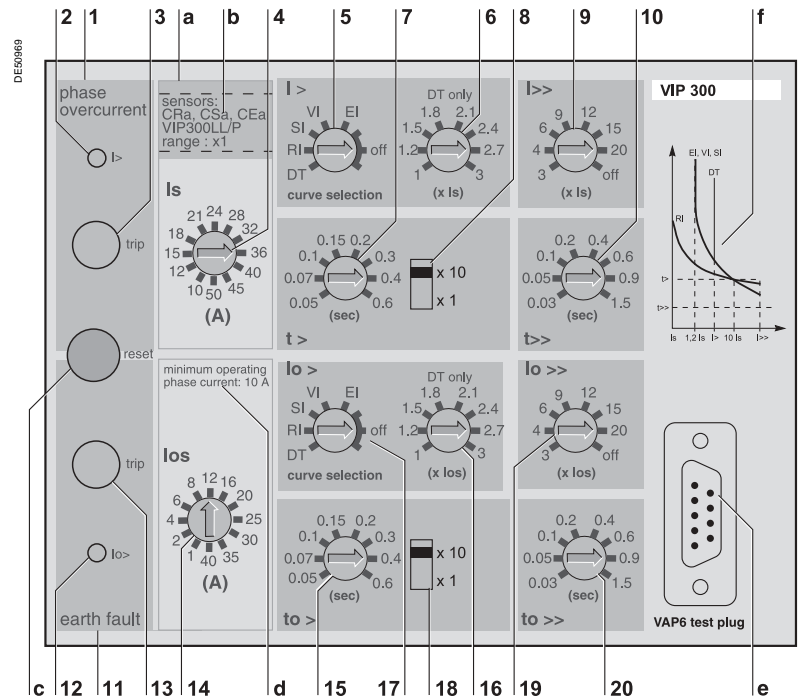 2 1 3 a b 4 5 7 6 8 9 10 f
DE50969
phase
overcurrent
I>
trip
reset
trip
Io>
earth fault
sensors:
CRa, CSa, CEa
VIP300LL/P
range : x1
Is
10 12 15 18 21 24 28 32 36 40 45 50
(A)
minimum operating
phase current: 10 A
Ios
1 2 4 6 8 12 16 20 25 30 35 40
(A)
I >
DT RI SI VI EI off
curve selection
DT only
1 1.2 1.5 1.8 2.1 2.4 2.7 3
(x Is)
0.05 0.07 0.1 0.15 0.2 0.3 0.4 0.6
(sec)
x 10
x 1
t >
I>>
3 4 6 9 12 15 20 off
(x Is)
0.03 0.05 0.1 0.2 0.4 0.6 0.9 1.5
(sec)
t>>
Io >
DT RI SI VI EI off
curve selection
DT only
1 1.2 1.5 1.8 2.1 2.4 2.7 3
(x Ios)
0.05 0.07 0.1 0.15 0.2 0.3 0.4 0.6
(sec)
x 10
x 1
to >
Io >>
3 4 6 9 12 15 20 off
(x Ios)
0.03 0.05 0.1 0.2 0.4 0.6 0.9 1.5
(sec)
to >>
VIP 300
EI, VI, SI
DT
RI
t>
t>>
Is 1,2 Is I> 10 Is I>>
VAP6 test plug
c 12 11 13 14 d 15 17 18 16 19 20 e